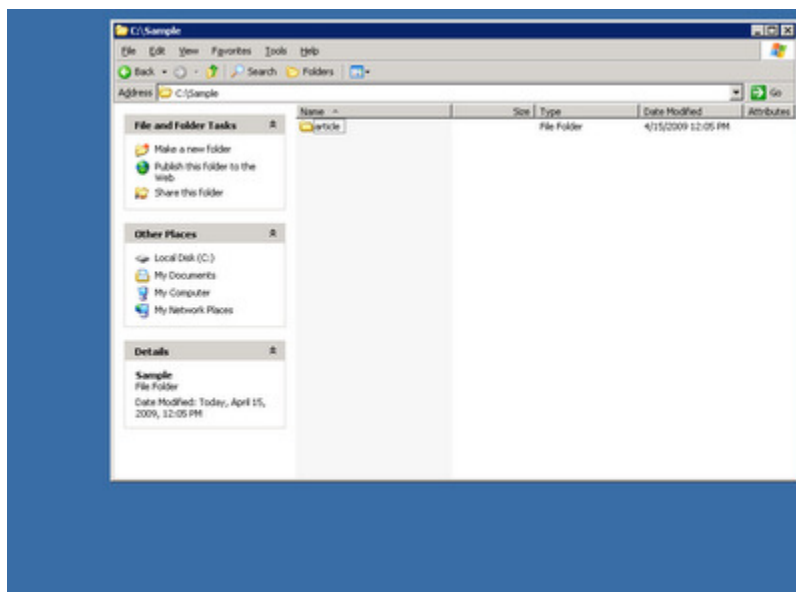 C:\Sample
File Edit View Favorites Tools Help
Back Search Folders
Address C:\Sample Go
Name Size Type Date Modified Attributes
article File Folder 4/15/2009 12:05 PM
File and Folder Tasks
Make a new folder
Publish this folder to the
Web
Share this folder
Other Places
Local Disk (C:)
My Documents
My Computer
My Network Places
Details
Sample
File Folder
Date Modified: Today, April 15,
2009, 12:05 PM